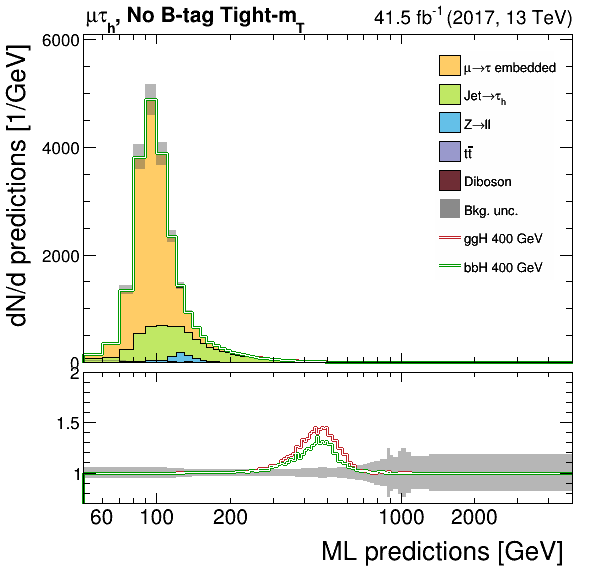 μτh, No B-tag Tight-mT
41.5 fb-1 (2017, 13 TeV)
dN/d predictions [1/GeV]
6000
4000
2000
0
μ→τ embedded
Jet→τh
Z→ll
tt̅
Diboson
Bkg. unc.
ggH 400 GeV
bbH 400 GeV
2
1.5
1
60 100 200 1000 2000
ML predictions [GeV]